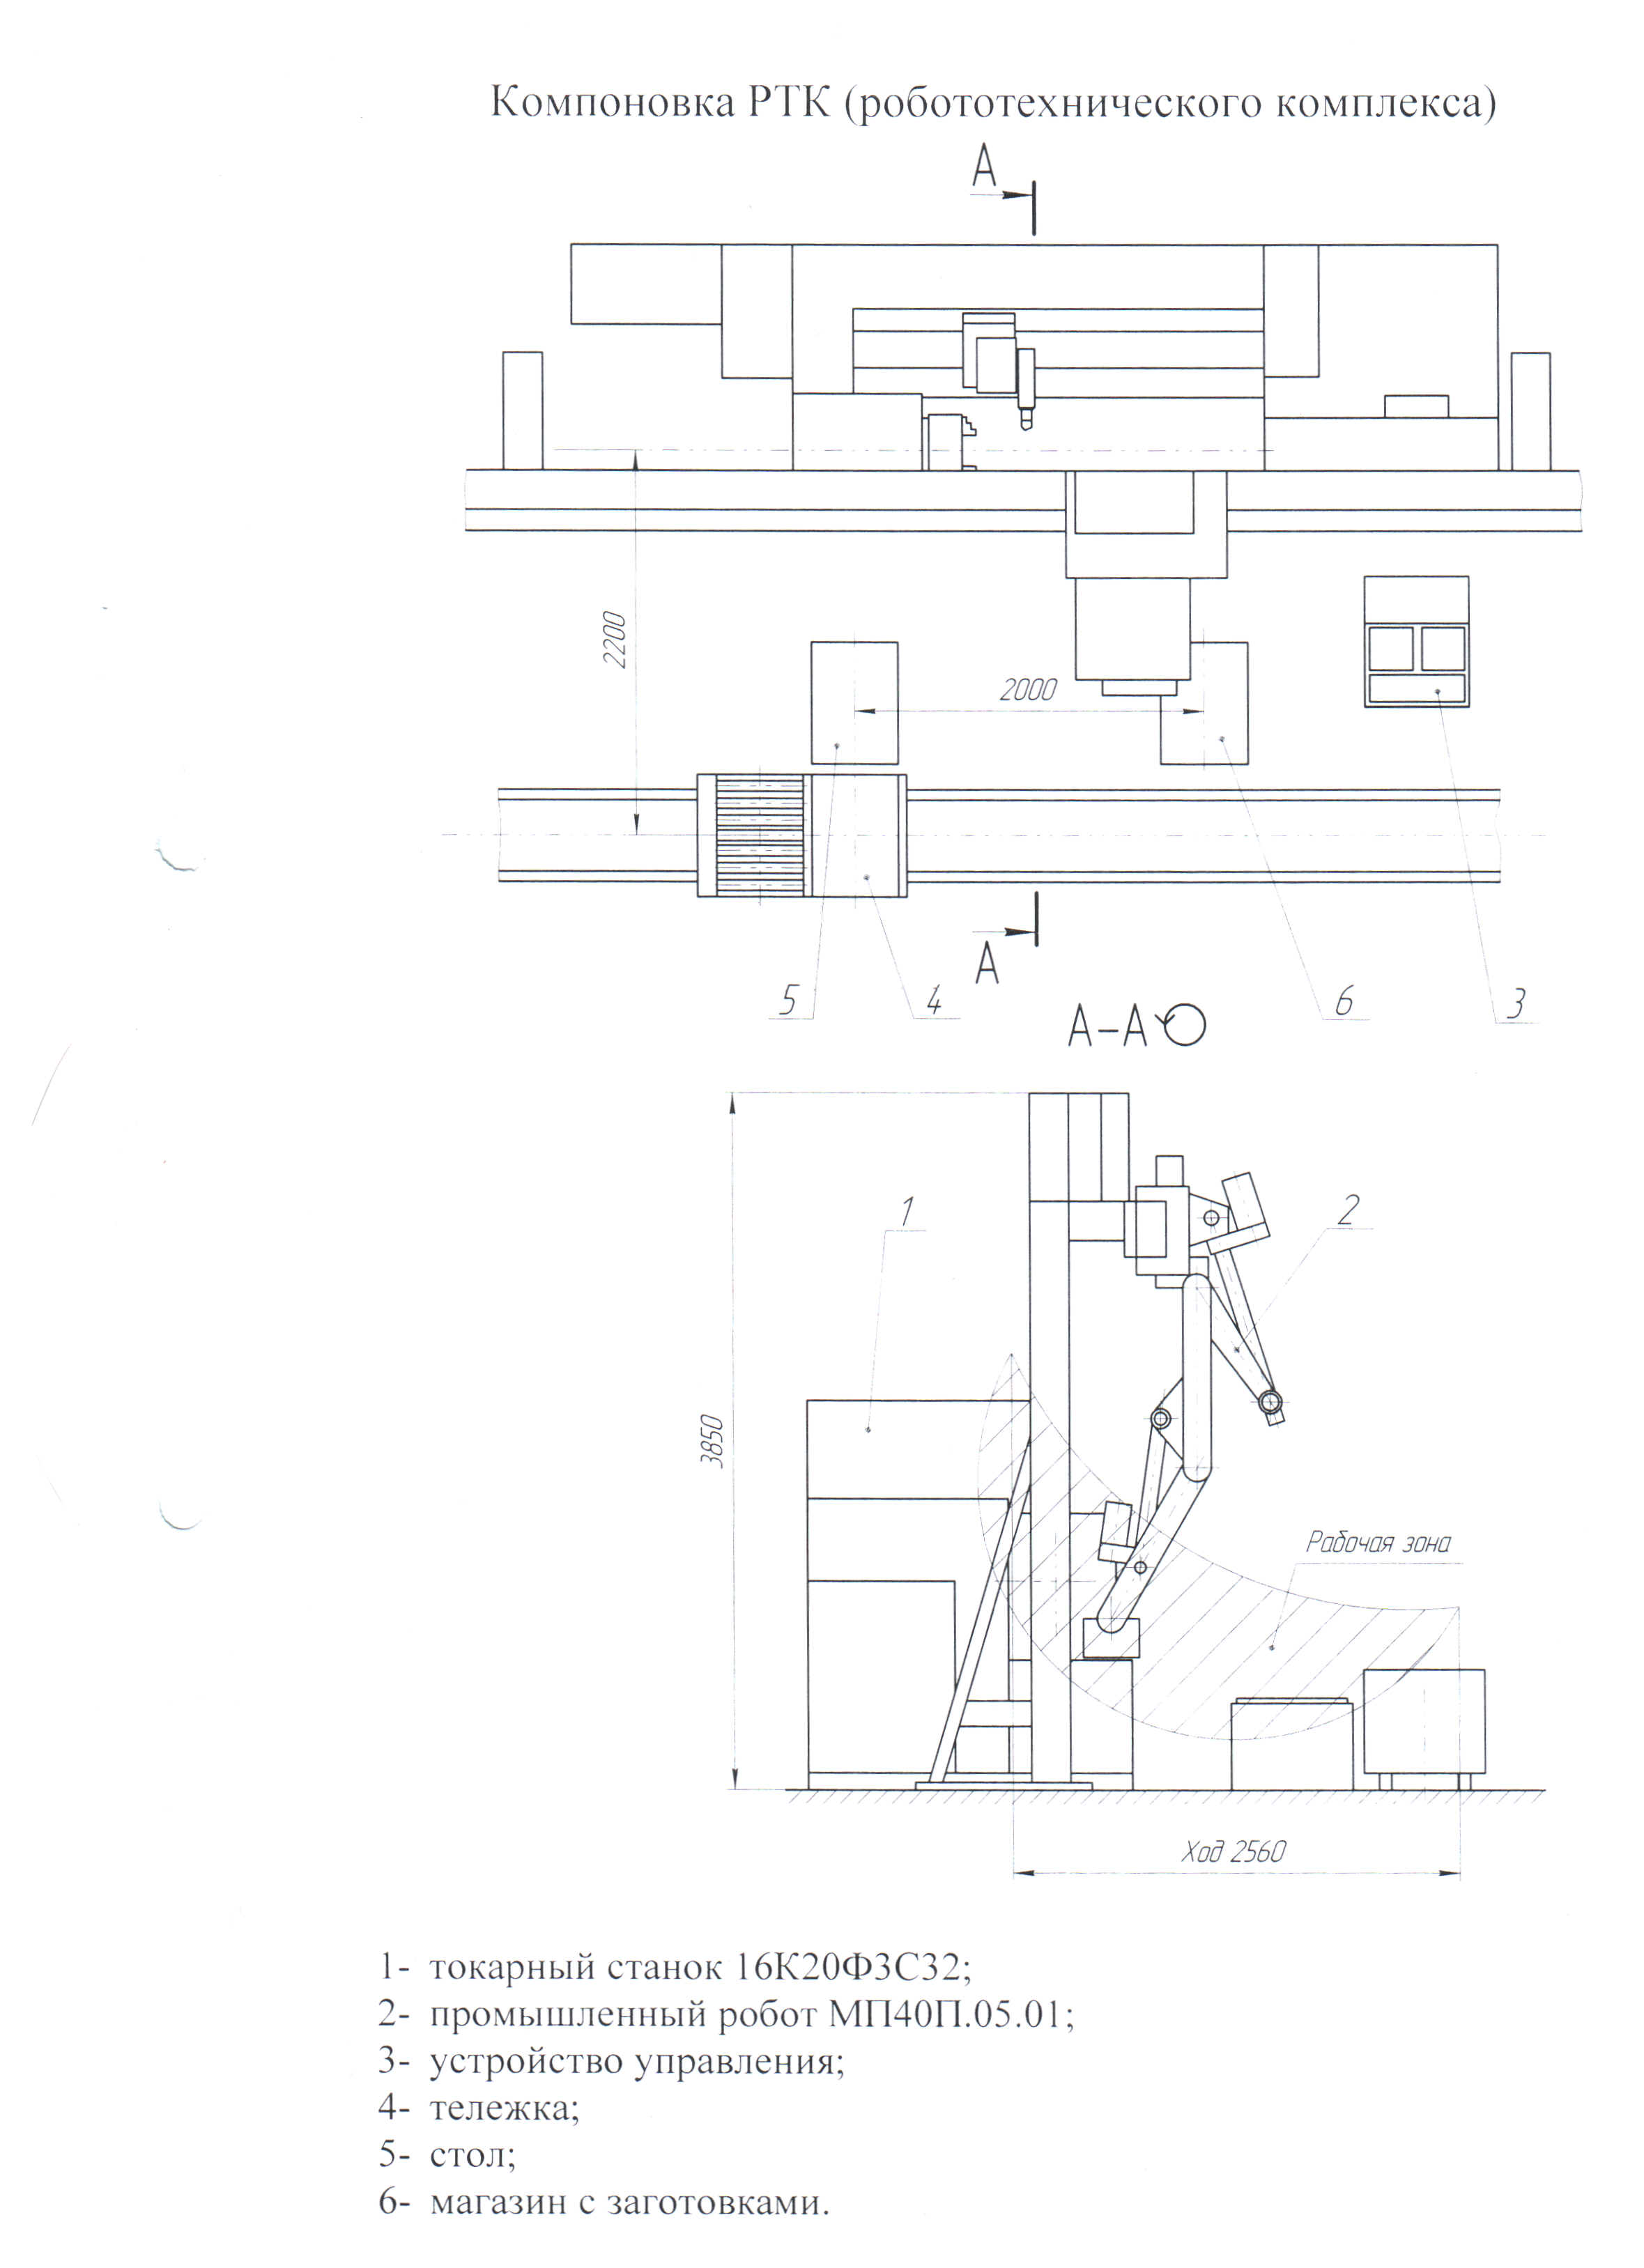 Компоновка РТК (робототехнического комплекса)
А
2200
2000
А
5
4
6
3
А-А
1
2
3850
Рабочая зона
Ход 2560
1- токарный станок 16К20Ф3С32;
2- промышленный робот МП40П.05.01;
3- устройство управления;
4- тележка;
5- стол;
6- магазин с заготовками.